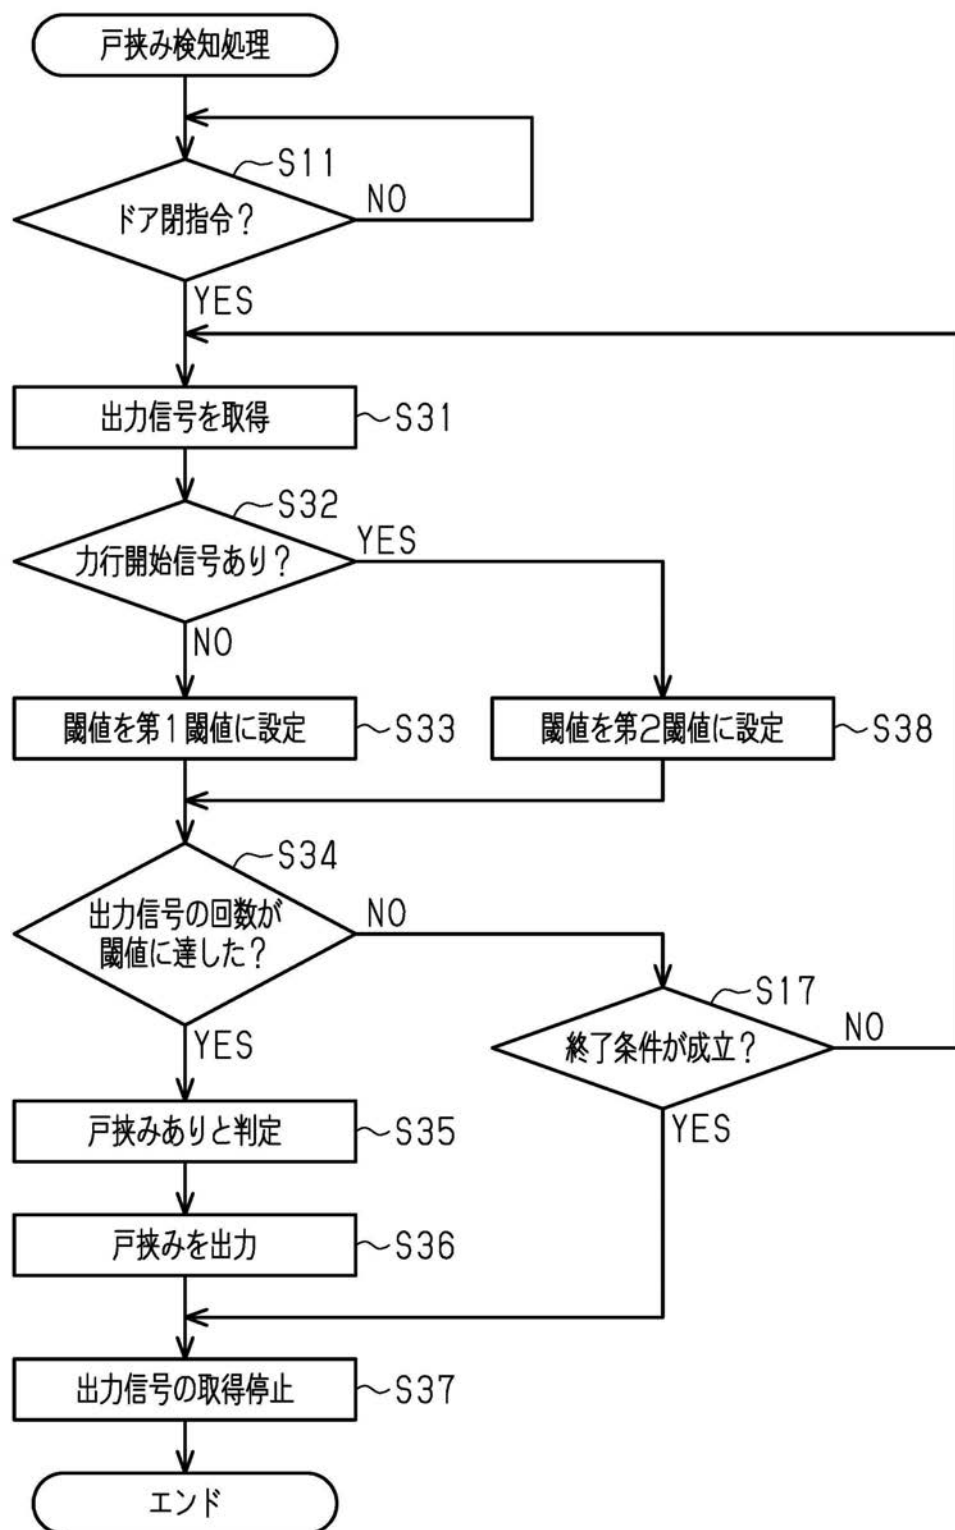 戸挟み検知処理
S11
ドア閉指令？
NO
YES
出力信号を取得
S31
S32
力行開始信号あり？
YES
NO
閾値を第1閾値に設定
S33
閾値を第2閾値に設定
S38
S34
出力信号の回数が
閾値に達した？
NO
YES
S17
終了条件が成立？
NO
YES
戸挟みありと判定
S35
戸挟みを出力
S36
出力信号の取得停止
S37
エンド